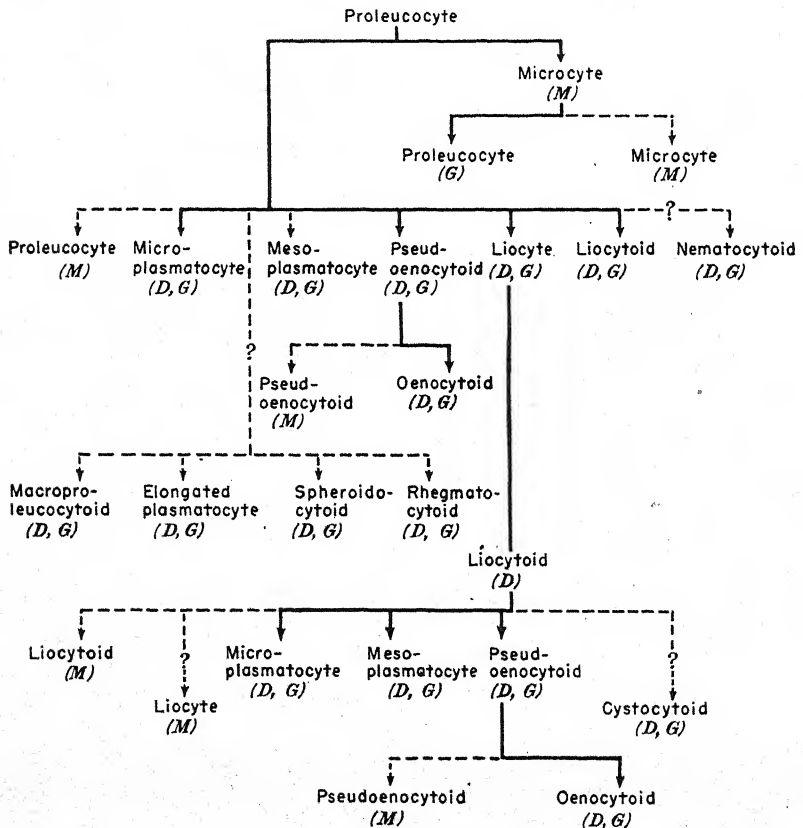 Proleucocyte
Microcyte
(M)
Proleucocyte
(G)
Microcyte
(M)
?
Proleucocyte
(M)
Micro-
plasmatocyte
(D, G)
Meso-
plasmatocyte
(D, G)
Pseud-
oenocytoid
(D, G)
Liocyte
(D, G)
Liocytoid
(D, G)
Nematocytoid
(D, G)
?
Pseud-
oenocytoid
(M)
Oenocytoid
(D, G)
Macropro-
leucocytoid
(D, G)
Elongated
plasmatocyte
(D, G)
Spheroido-
cytoid
(D, G)
Rhegmato-
cytoid
(D, G)
Liocytoid
(D)
Liocytoid
(M)
?
Liocyte
(M)
Micro-
plasmatocyte
(D, G)
Meso-
plasmatocyte
(D, G)
Pseud-
oenocytoid
(D, G)
?
Cystocytoid
(D, G)
Pseudoenocytoid
(M)
Oenocytoid
(D, G)